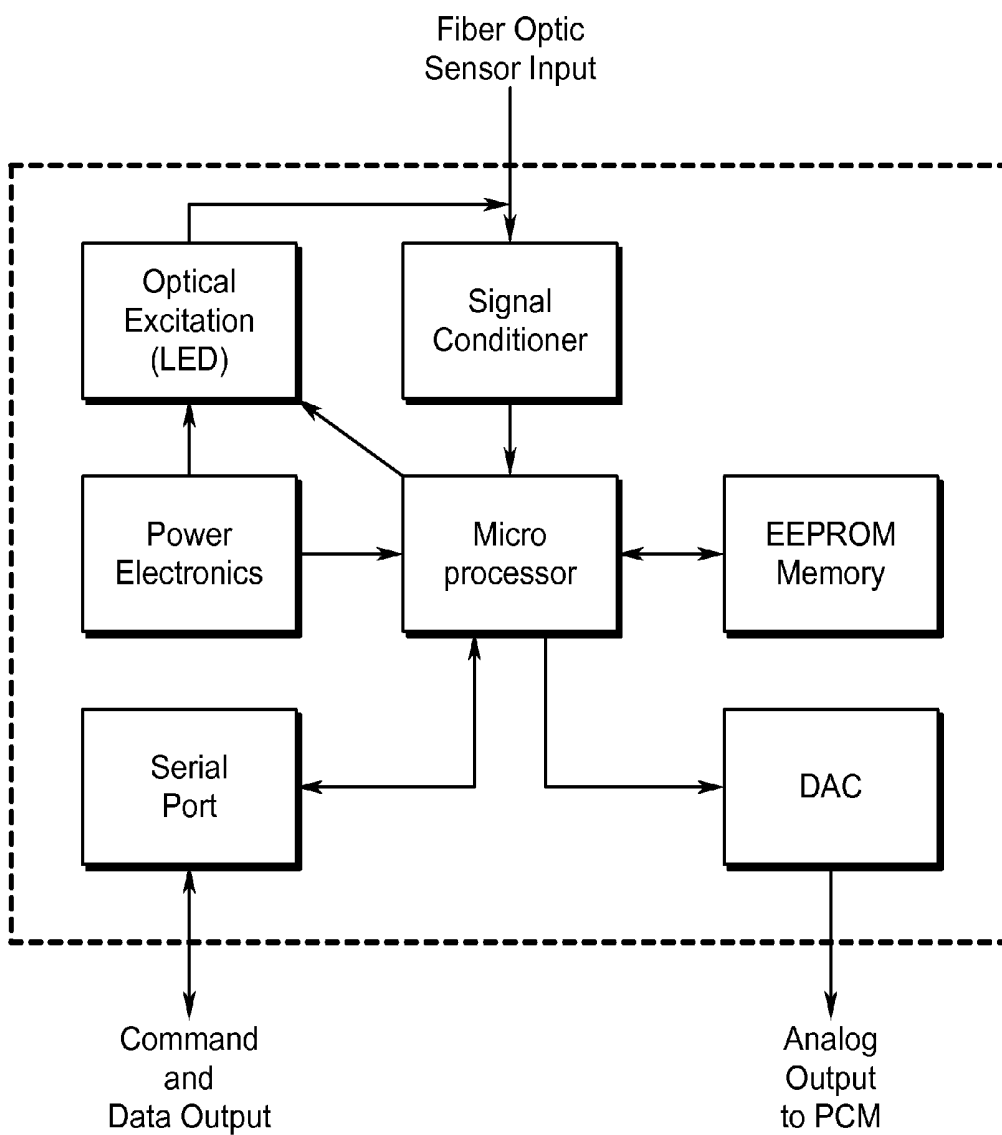 Fiber Optic
Sensor Input
Optical
Excitation
(LED)
Signal
Conditioner
Power
Electronics
Micro
processor
EEPROM
Memory
Serial
Port
DAC
Command
and
Data Output
Analog
Output
to PCM